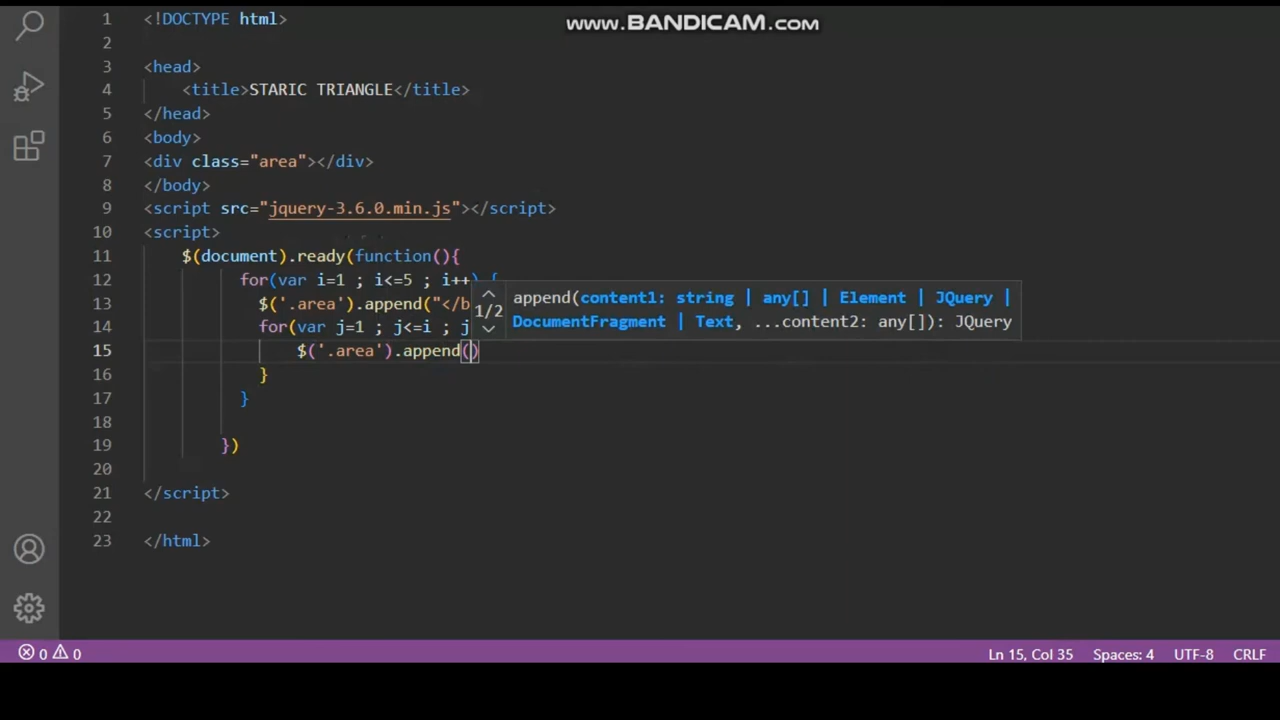 www.BANDICAM.com
1 <!DOCTYPE html>
2
3 <head>
4 <title>STARIC TRIANGLE</title>
5 </head>
6 <body>
7 <div class="area"></div>
8 </body>
9 <script src="jquery-3.6.0.min.js"></script>
10 <script>
11 $(document).ready(function(){
12 for(var i=1 ; i<=5 ; i++) {
13 $('.area').append("</b
14 for(var j=1 ; j<=i ; j
15 $('.area').append()
16 }
17 }
18
19 })
20
21 </script>
22
23 </html>
1/2
append(content1: string | any[] | Element | JQuery |
DocumentFragment | Text, ...content2: any[]): JQuery
0 0
Ln 15, Col 35 Spaces: 4 UTF-8 CRLF